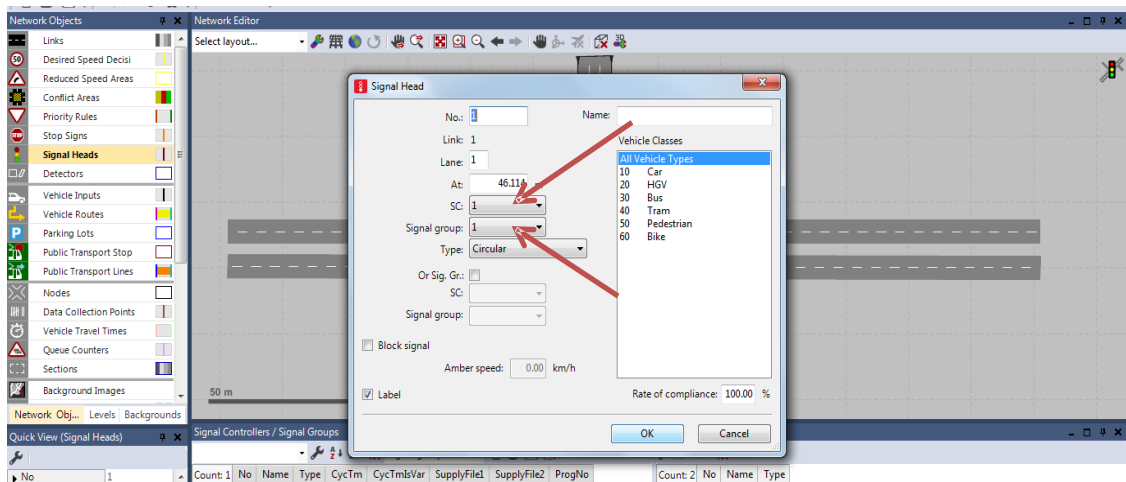 Network Objects
Network Editor
Links
Select layout...
50
Desired Speed Decisi
Reduced Speed Areas
Conflict Areas
Priority Rules
STOP
Stop Signs
Signal Heads
Detectors
Vehicle Inputs
Vehicle Routes
P
Parking Lots
Public Transport Stop
Public Transport Lines
Nodes
Data Collection Points
Vehicle Travel Times
Queue Counters
Sections
Background Images
Network Obj... Levels Backgrounds
Quick View (Signal Heads)
No 1
3D
Signal Head
No.: 1
Name:
Link: 1
Lane: 1
At: 46.114
SC: 1
Signal group: 1
Type: Circular
Or Sig. Gr.:
SC:
Signal group:
Block signal
Amber speed: 0.00 km/h
Label
Vehicle Classes
All Vehicle Types
10 Car
20 HGV
30 Bus
40 Tram
50 Pedestrian
60 Bike
Rate of compliance: 100.00 %
OK Cancel
50 m
Signal Controllers / Signal Groups
Count: 1 No Name Type CycTm CycTmIsVar SupplyFile1 SupplyFile2 ProgNo
Count: 2 No Name Type